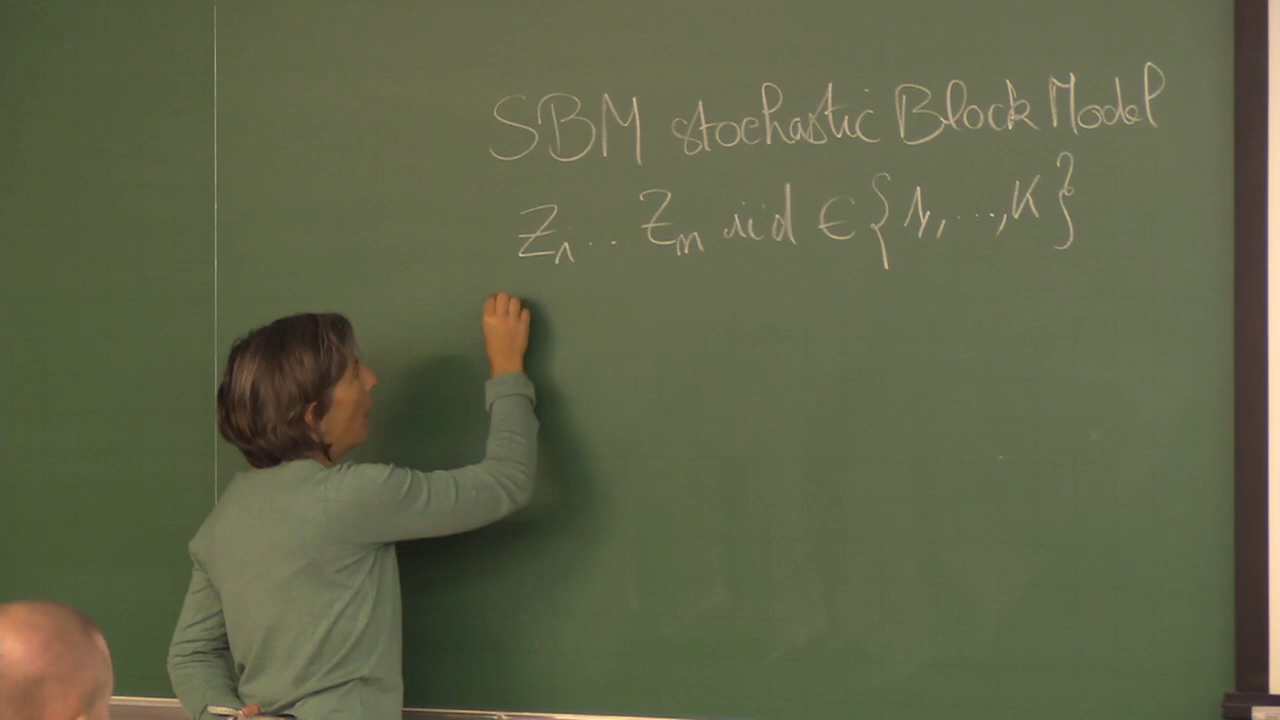 SBM stochastic Block Model
Z₁ ... Zₙ iid ∈ {1, ..., K}